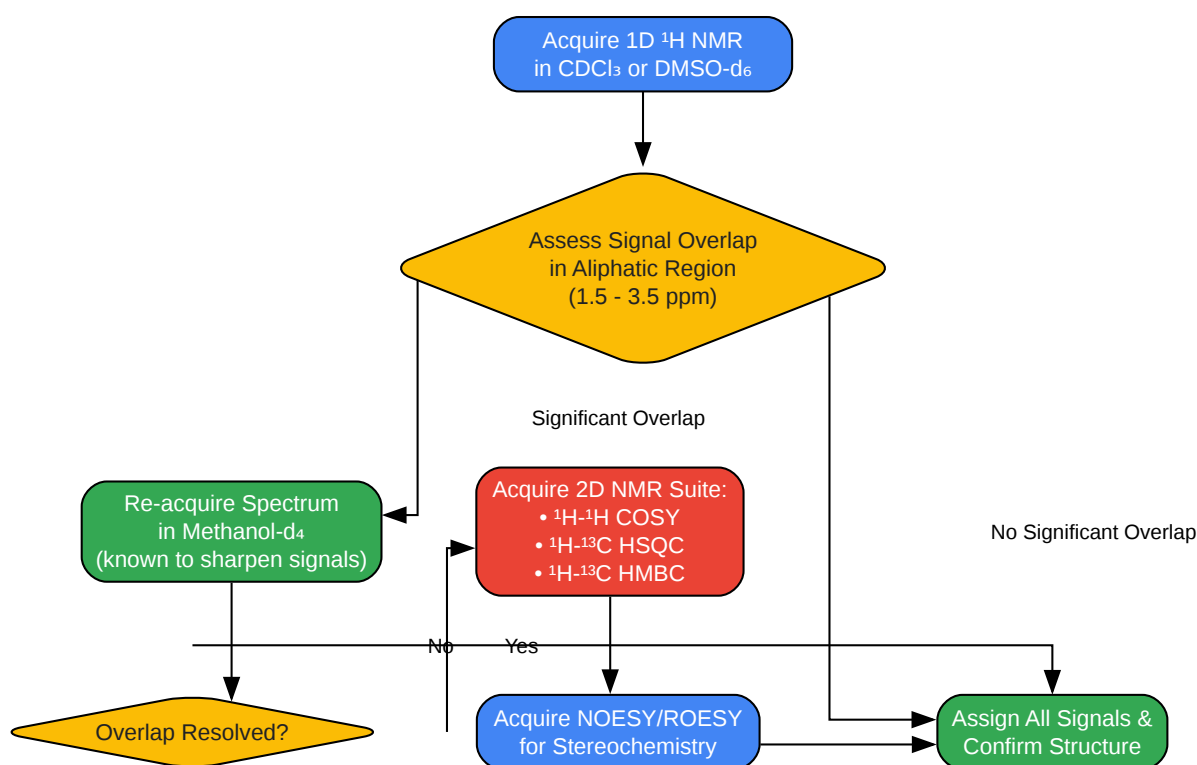 Acquire 1D ¹H NMR
in CDCl₃ or DMSO-d₆
Assess Signal Overlap
in Aliphatic Region
(1.5 - 3.5 ppm)
Significant Overlap
Re-acquire Spectrum
in Methanol-d₄
(known to sharpen signals)
Acquire 2D NMR Suite:
• ¹H-¹H COSY
• ¹H-¹³C HSQC
• ¹H-¹³C HMBC
No Significant Overlap
No
Yes
Overlap Resolved?
Acquire NOESY/ROESY
for Stereochemistry
Assign All Signals &
Confirm Structure